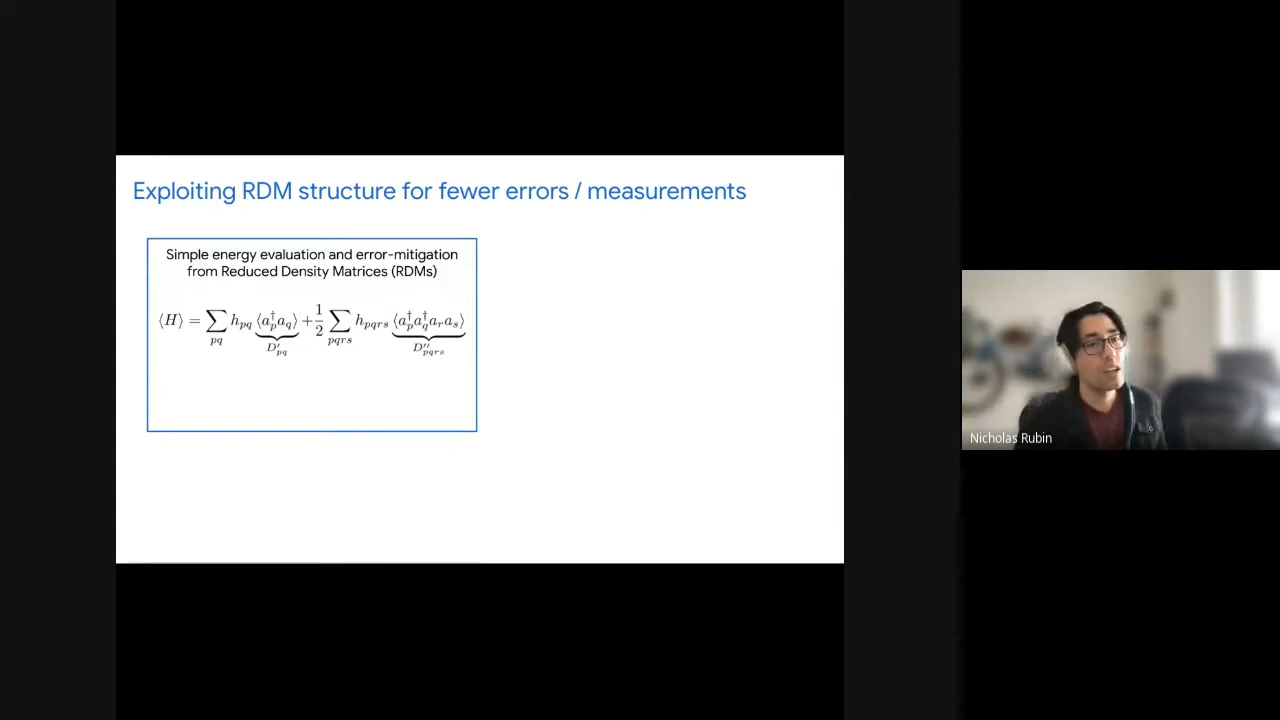 Exploiting RDM structure for fewer errors / measurements
Simple energy evaluation and error-mitigation
from Reduced Density Matrices (RDMs)
⟨H⟩ = ∑_{pq} h_{pq} ⟨a_p^† a_q⟩ + 1/2 ∑_{pqrs} h_{pqrs} ⟨a_p^† a_q^† a_r a_s⟩
D'_{pq} D''_{pqrs}
Nicholas Rubin